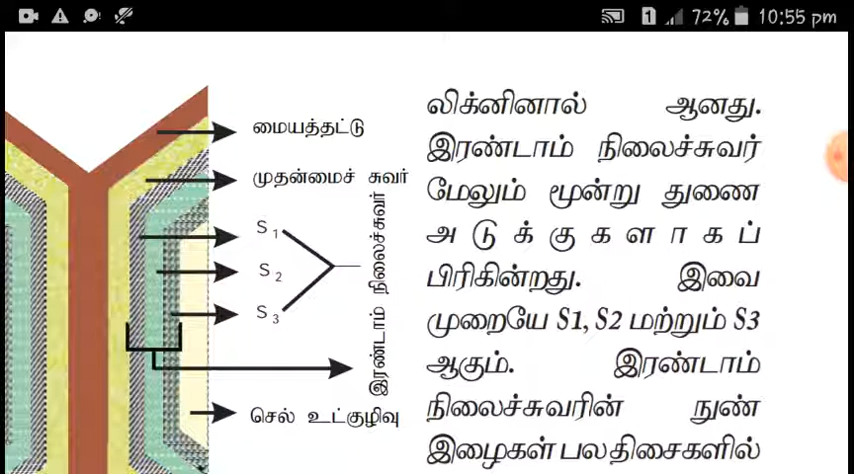 72% 10:55 pm
மையத்தட்டு
முதன்மைச் சுவர்
S1
S2
S3
இரண்டாம் நிலைச்சுவர்
செல் உட்குழிவு
லிக்னினால் ஆனது.
இரண்டாம் நிலைச்சுவர்
மேலும் மூன்று துணை
அடுக்குகளாகப்
பிரிகின்றது. இவை
முறையே S1, S2 மற்றும் S3
ஆகும். இரண்டாம்
நிலைச்சுவரின் நுண்
இழைகள் பல திசைகளில்